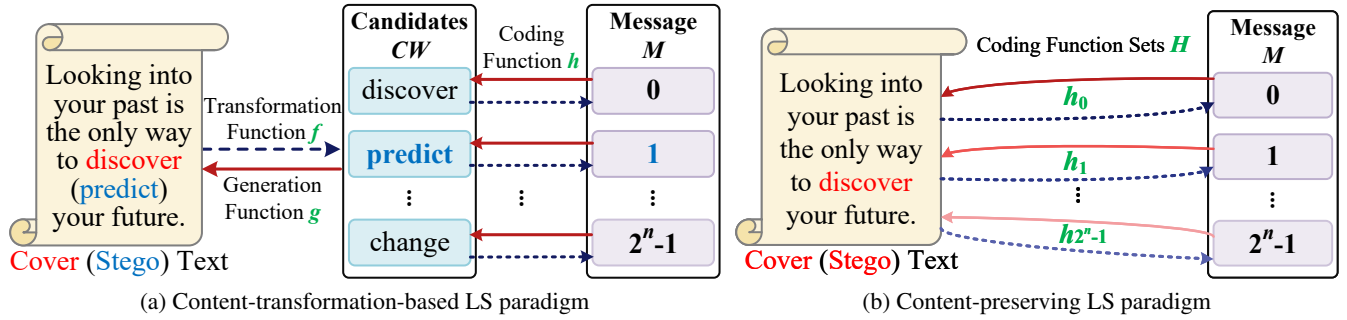 Looking into
your past is
the only way
to discover
(predict)
your future.
Cover (Stego) Text
Transformation
Function f
Generation
Function g
Candidates
CW
discover
predict
⋮
change
Coding
Function h
⋮
Message
M
0
1
⋮
2ⁿ-1
(a) Content-transformation-based LS paradigm
Looking into
your past is
the only way
to discover
your future.
Cover (Stego) Text
Coding Function Sets H
h₀
h₁
⋮
h₂ⁿ₋₁
Message
M
0
1
⋮
2ⁿ-1
(b) Content-preserving LS paradigm